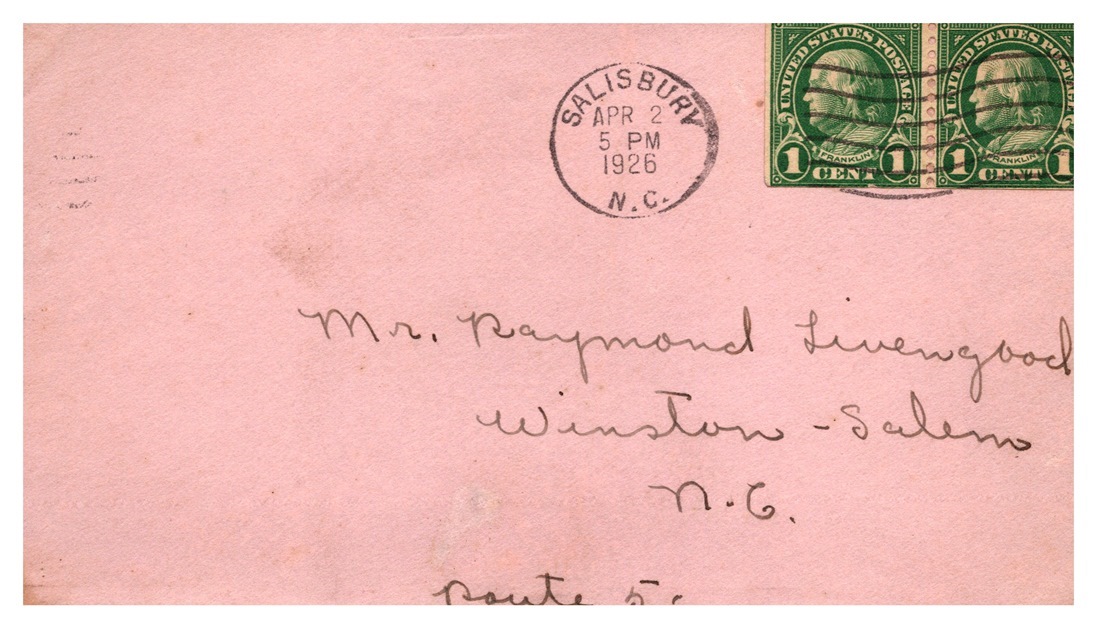 SALISBURY
APR 2
5 PM
1926
N.C.
UNITED STATES POSTAGE
FRANKLIN
1 CENT 1
UNITED STATES POSTAGE
FRANKLIN
1 CENT 1
Mr. Raymond Livengood
Winston-Salem
N.C.
Route 5.